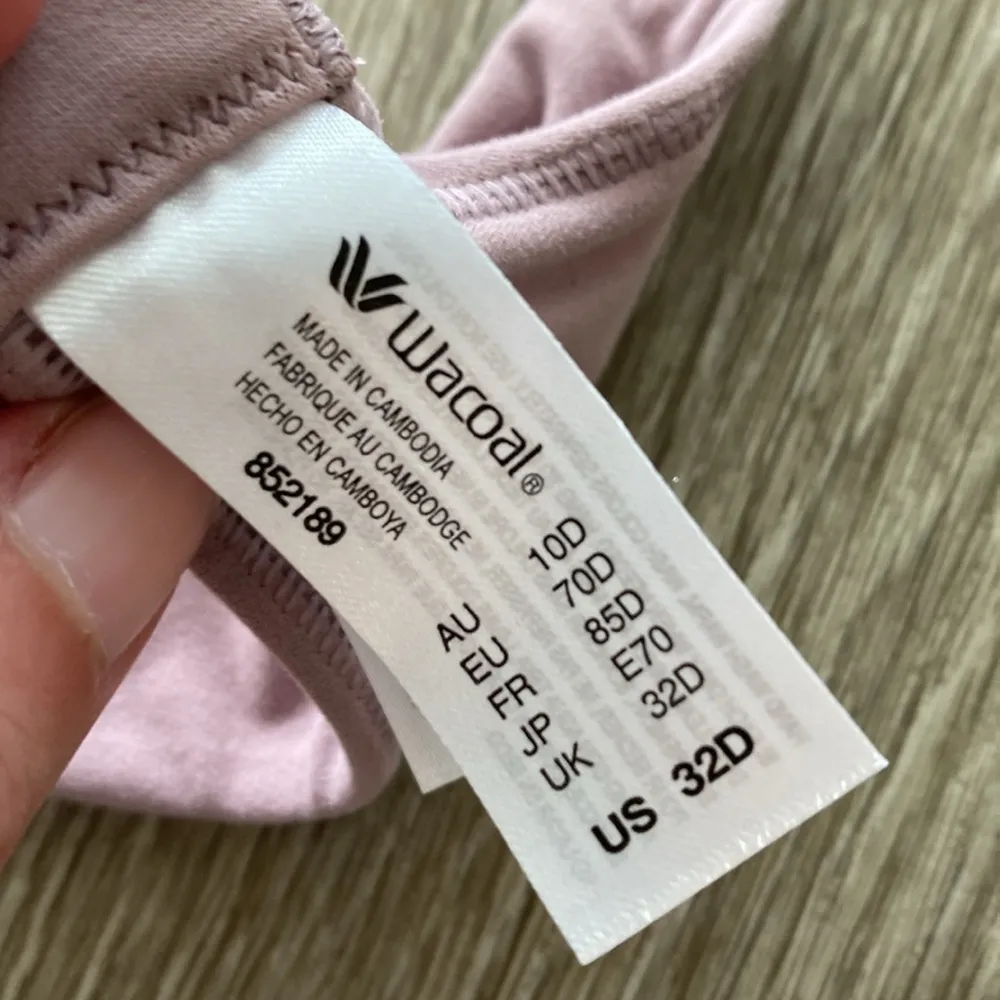 Wacoal®
MADE IN CAMBODIA
FABRIQUE AU CAMBODGE
HECHO EN CAMBOYA
852189
AU 10D
EU 70D
FR 85D
JP E70
UK 32D
US 32D